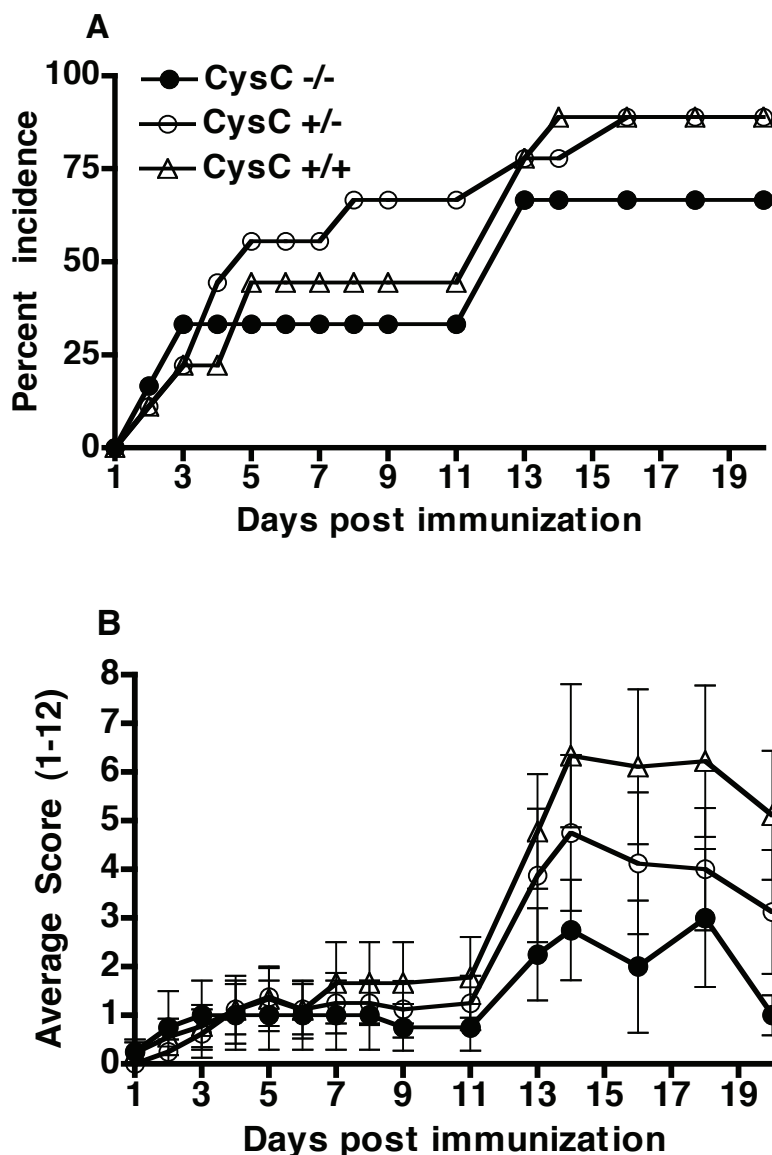 A
100
75
50
25
0
Percent incidence
CysC -/-
CysC +/-
CysC +/+
1 3 5 7 9 11 13 15 17 19
Days post immunization
B
8
7
6
5
4
3
2
1
0
Average Score (1-12)
1 3 5 7 9 11 13 15 17 19
Days post immunization